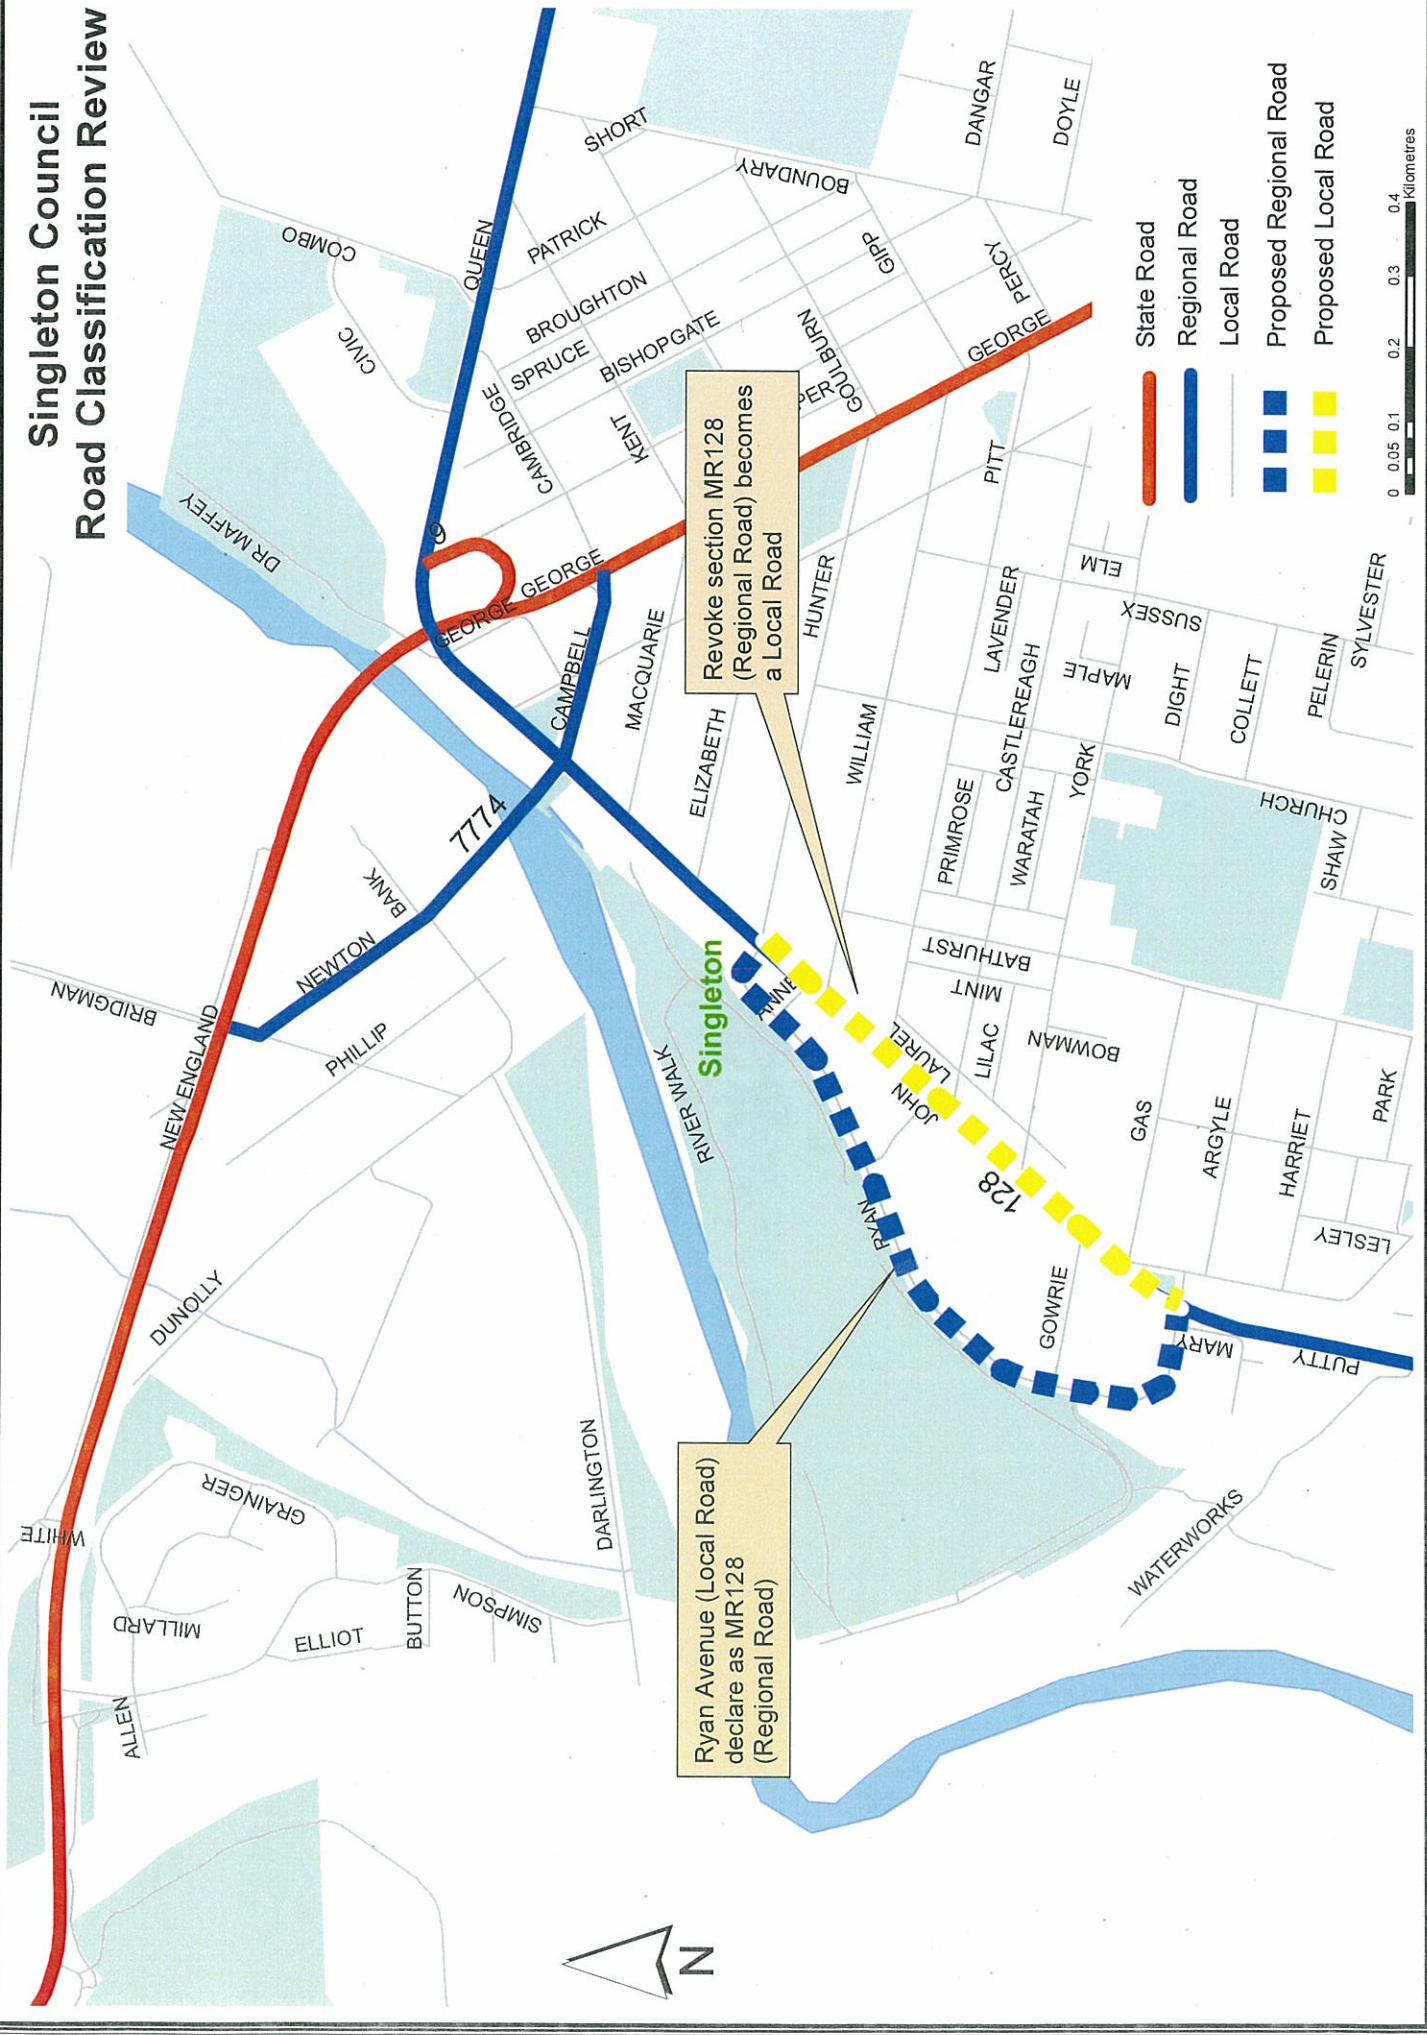 Singleton Council
Road Classification Review
WHITE
BRIDGMAN
NEW ENGLAND
DR MAFFEY
COMBO
CIVIC
ALLEN
MILLARD
GRAINGER
ELLIOT
BUTTON
SIMPSON
DUNOLLY
PHILLIP
NEWTON
BANK
7774
DARLINGTON
QUEEN
9
GEORGE
GEORGE
CAMPBELL
CAMBRIDGE
SPRUCE
BROUGHTON
PATRICK
SHORT
BISHOPGATE
KENT
MACQUARIE
ELIZABETH
HUNTER
WILLIAM
RIVER WALK
Singleton
BOUNDARY
GIPP
GOULBURN
PER
PERCY
GEORGE
DANGAR
DOYLE
Revoke section MR128
(Regional Road) becomes
a Local Road
Ryan Avenue (Local Road)
declare as MR128
(Regional Road)
ANNE
RYAN
JOHN
LAUREL
128
PITT
LAVENDER
CASTLEREAGH
PRIMROSE
WARATAH
YORK
ELM
SUSSEX
MAPLE
DIGHT
COLLETT
PELERIN
SYLVESTER
CHURCH
SHAW
BATHURST
MINT
LILAC
BOWMAN
GAS
ARGYLE
HARRIET
PARK
LESLEY
GOWRIE
MARY
PUTTY
WATERWORKS
State Road
Regional Road
Local Road
Proposed Regional Road
Proposed Local Road
0 0.05 0.1 0.2 0.3 0.4
Kilometres
N